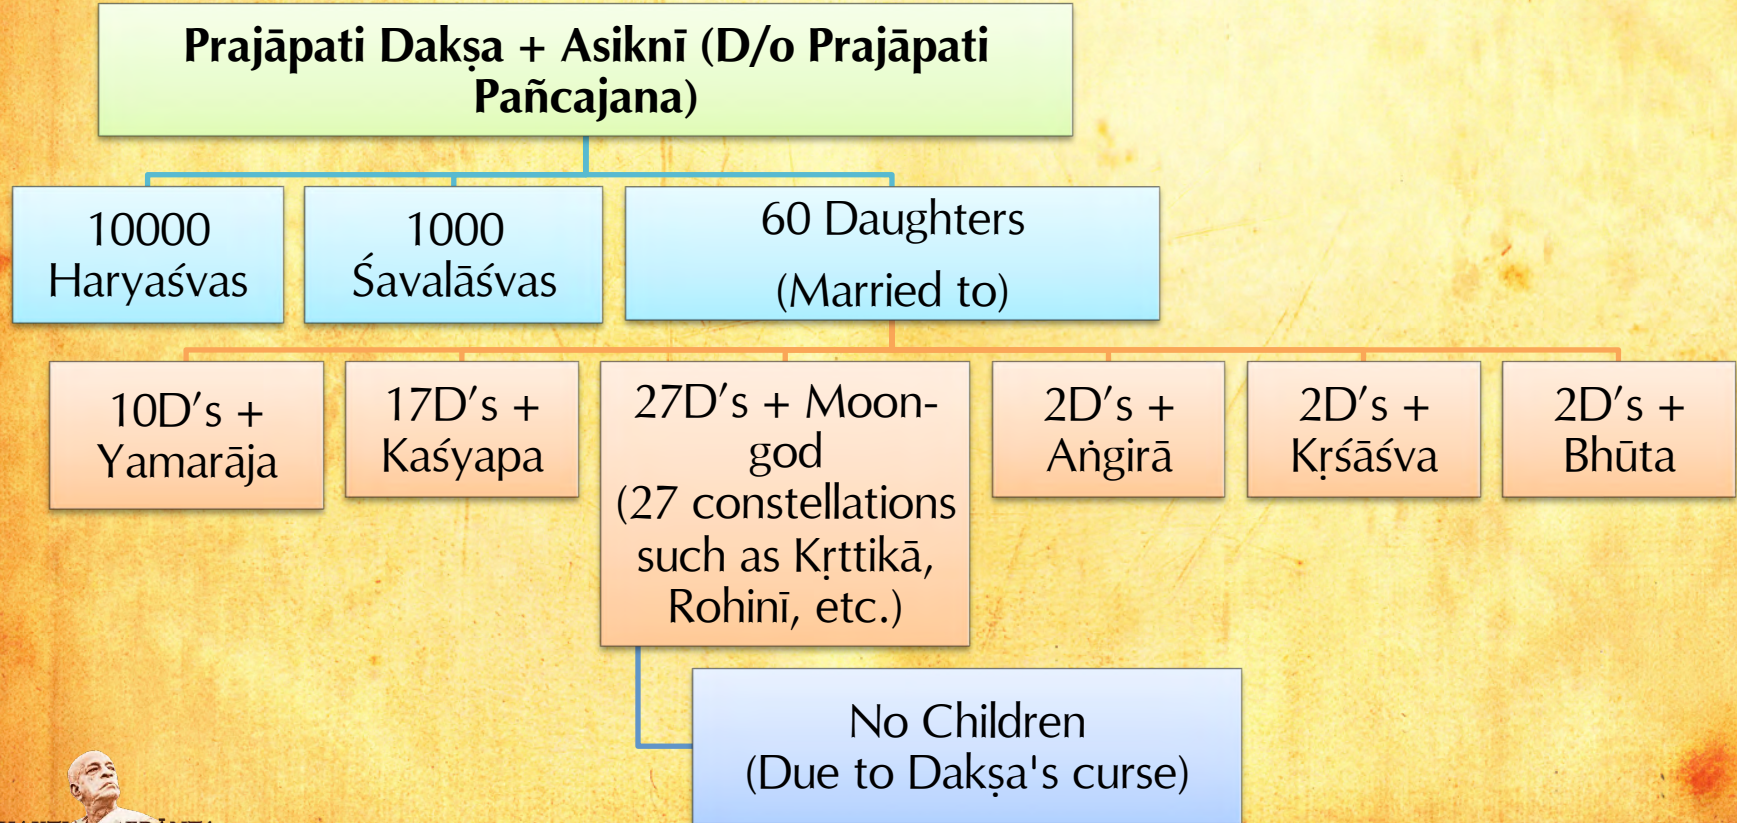 Prajāpati Dakṣa + Asiknī (D/o Prajāpati
Pañcajana)
10000
Haryaśvas
1000
Śavalāśvas
60 Daughters
(Married to)
10D's +
Yamarāja
17D's +
Kaśyapa
27D's + Moon-
god
(27 constellations
such as Kṛttikā,
Rohinī, etc.)
2D's +
Aṅgirā
2D's +
Kṛśāśva
2D's +
Bhūta
No Children
(Due to Dakṣa's curse)